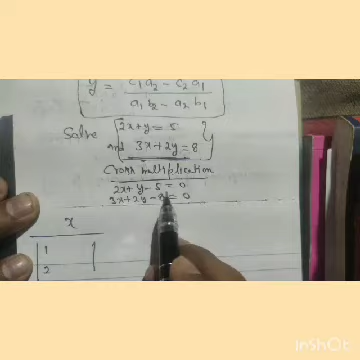 y = c₁a₂ - c₂a₁ / a₁b₂ - a₂b₁
Solve 2x+y=5
and 3x+2y=8
Cross multiplication
2x+y-5=0
3x+2y-8=0
x
1
2
InShOt